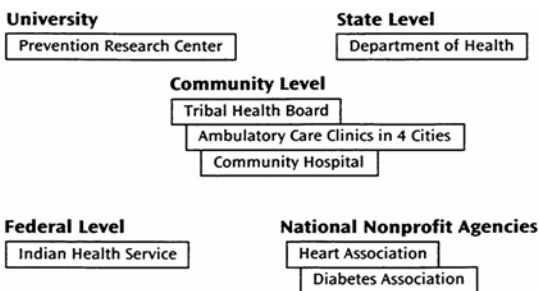 University
Prevention Research Center
State Level
Department of Health
Community Level
Tribal Health Board
Ambulatory Care Clinics in 4 Cities
Community Hospital
Federal Level
Indian Health Service
National Nonprofit Agencies
Heart Association
Diabetes Association